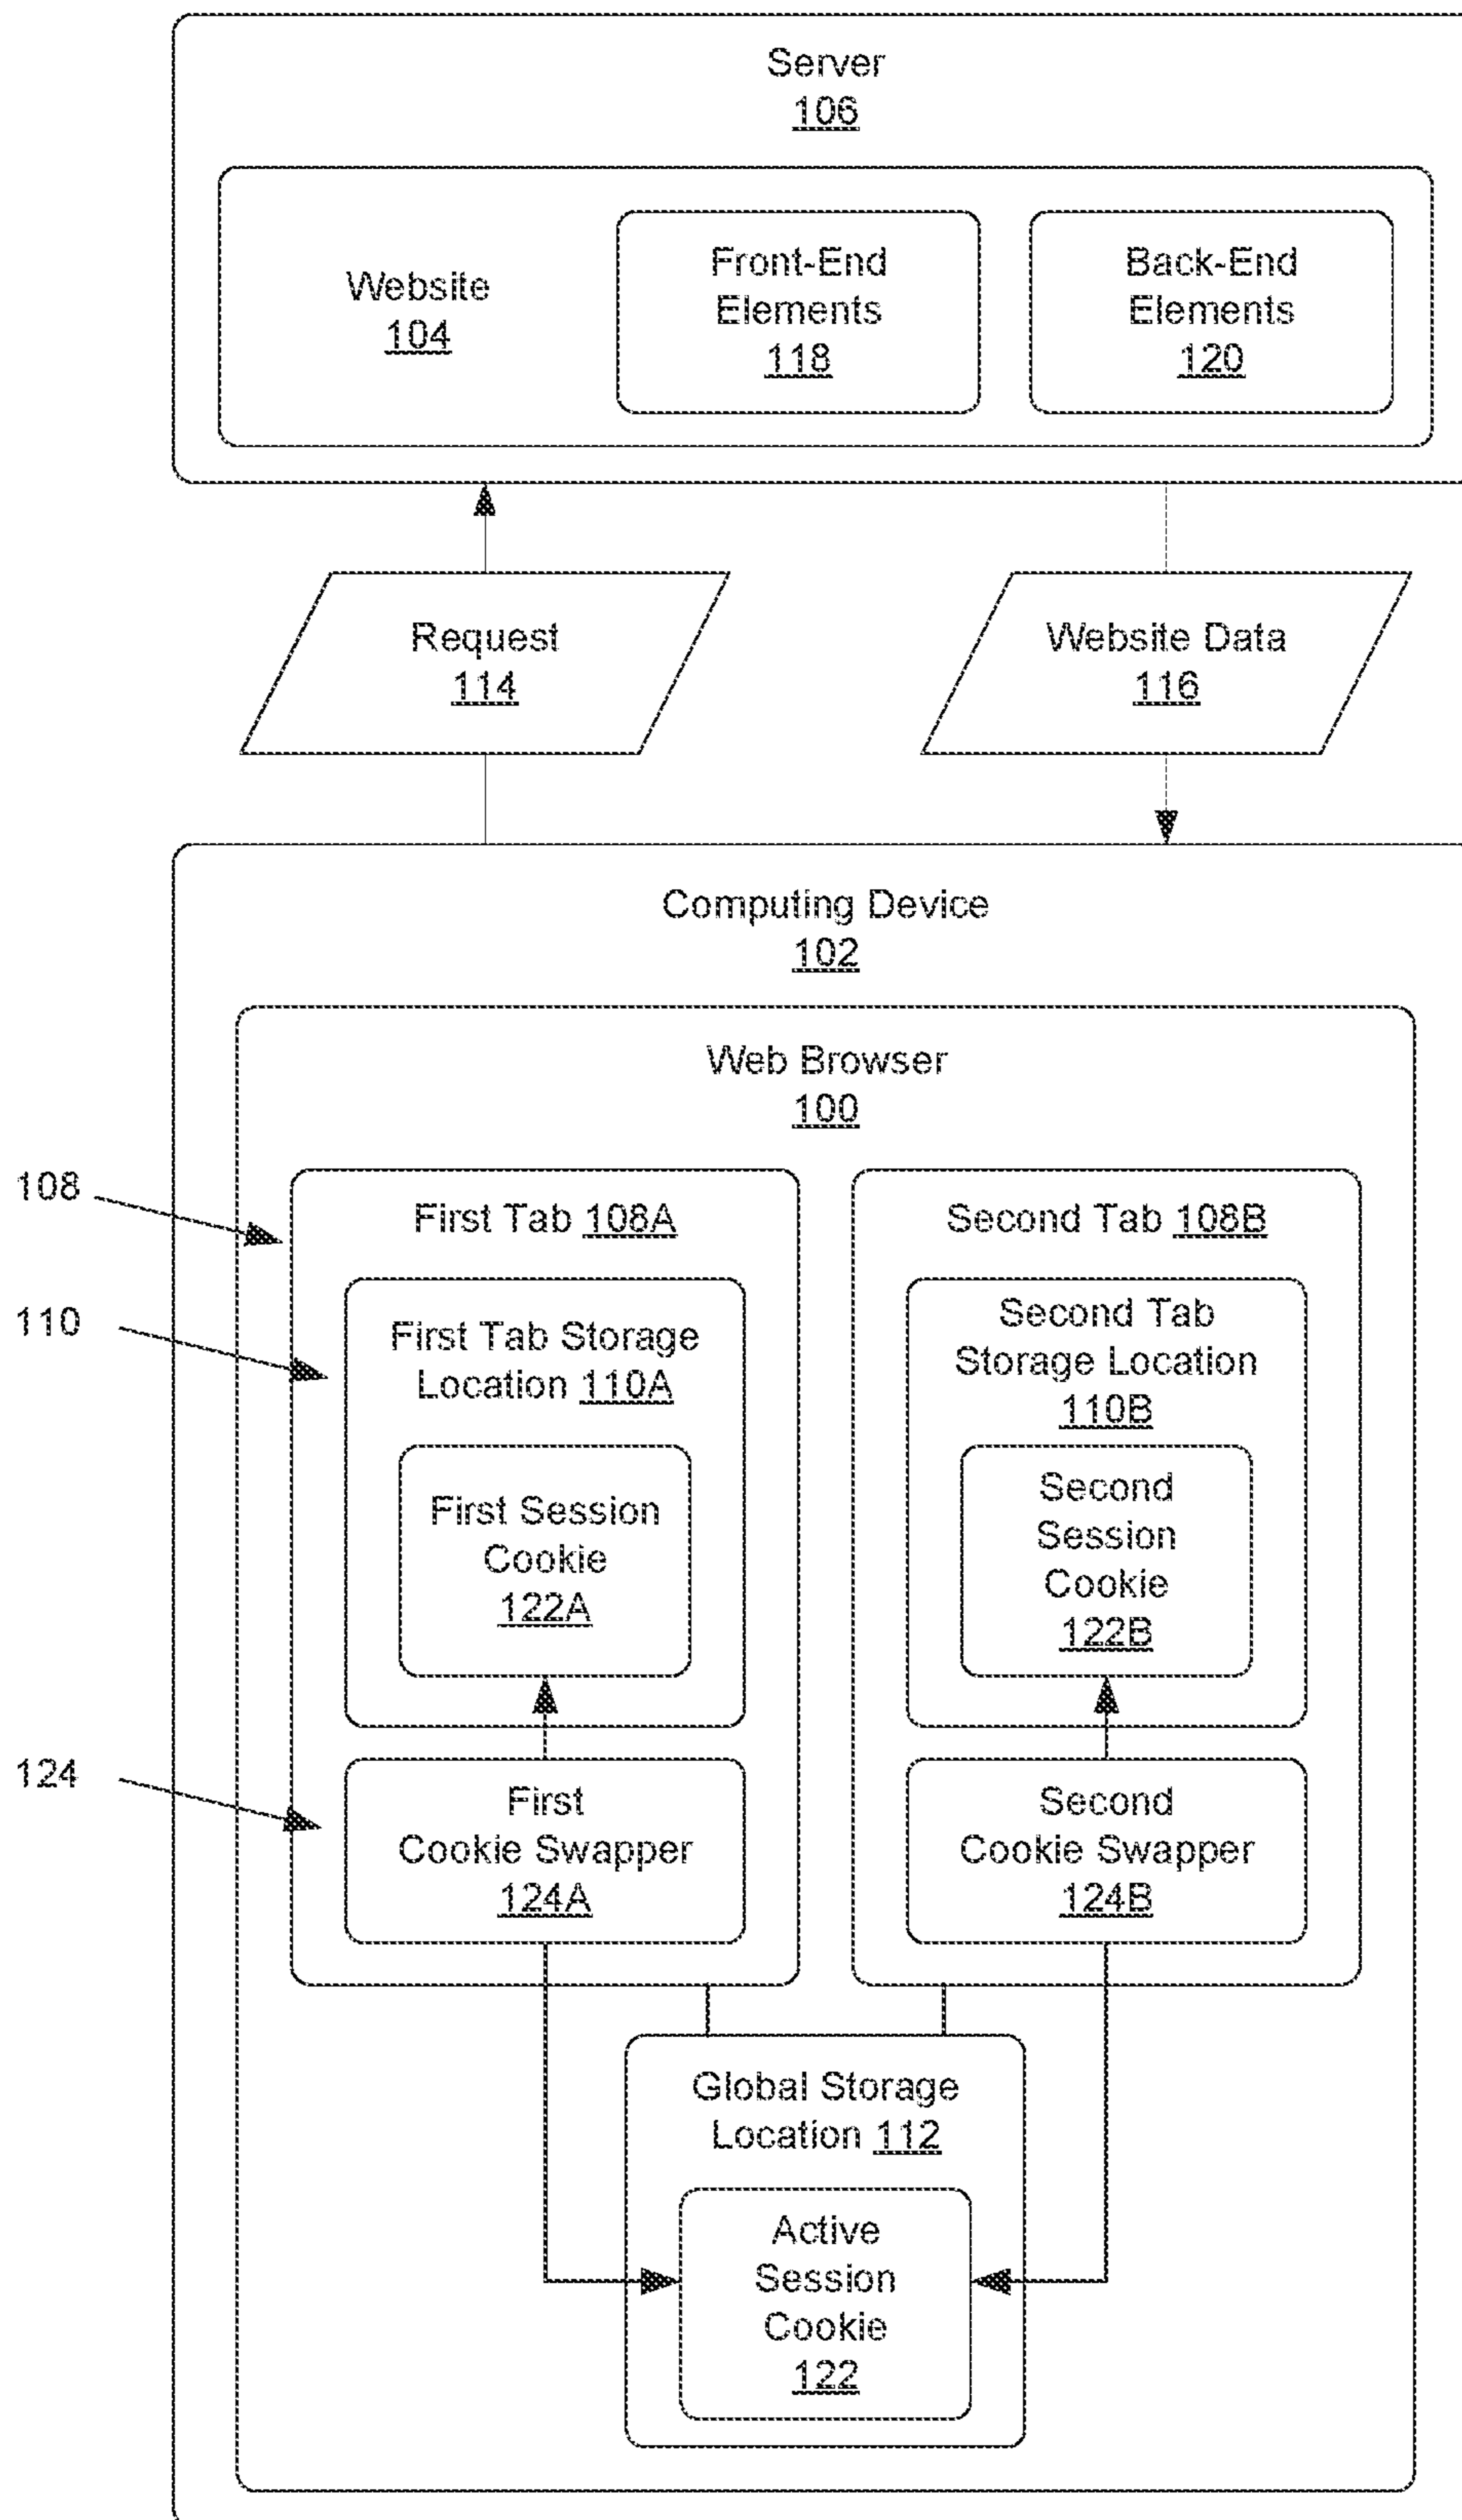 Server
106
Website
104
Front-End
Elements
118
Back-End
Elements
120
Request
114
Website Data
116
Computing Device
102
Web Browser
100
108
First Tab 108A
Second Tab 108B
110
First Tab Storage
Location 110A
Second Tab
Storage Location
110B
First Session
Cookie
122A
Second
Session
Cookie
122B
124
First
Cookie Swapper
124A
Second
Cookie Swapper
124B
Global Storage
Location 112
Active
Session
Cookie
122